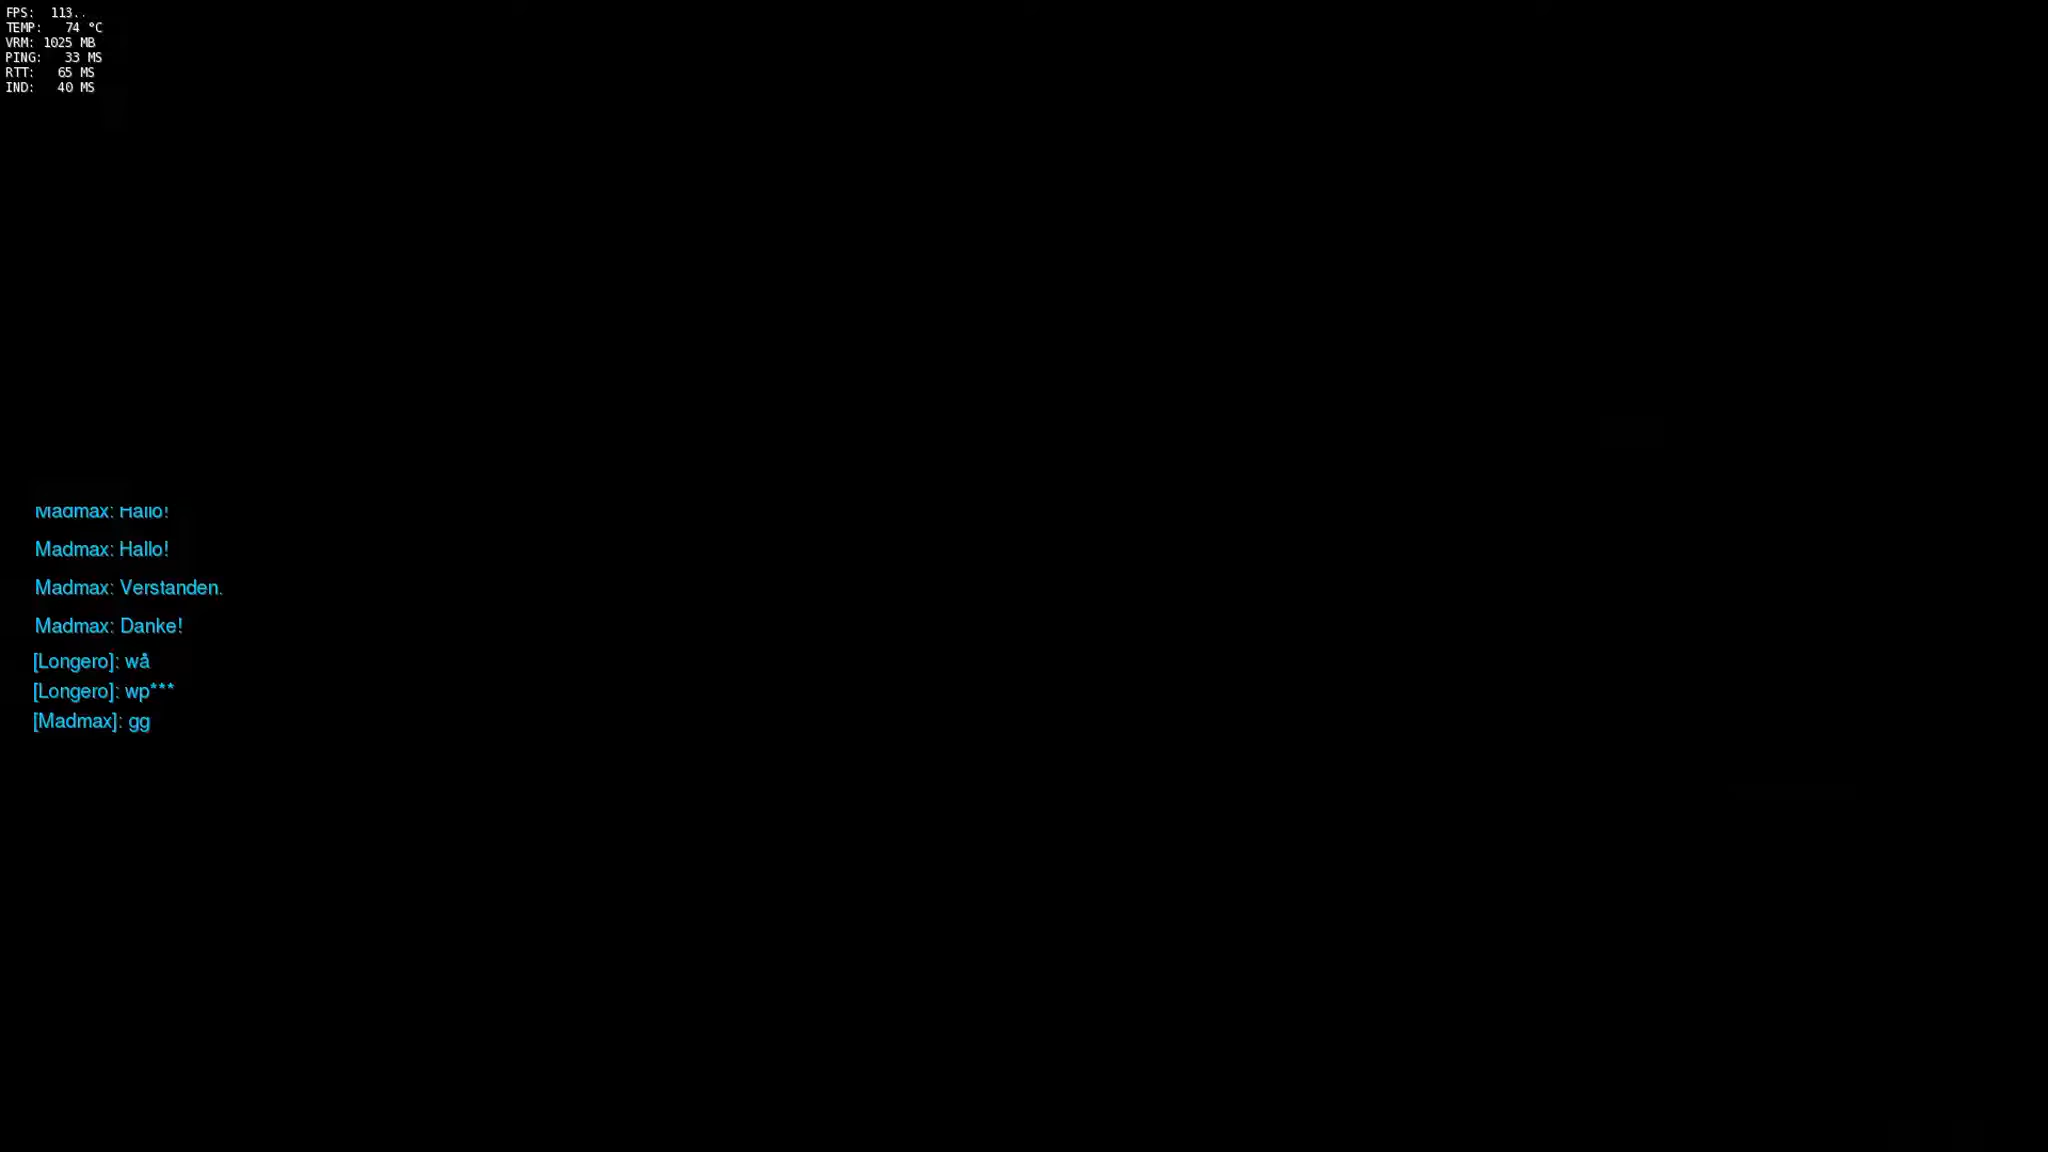 FPS: 113..
TEMP: 74 °C
VRM: 1025 MB
PING: 33 MS
RTT: 65 MS
IND: 40 MS
Madmax: Hallo!
Madmax: Hallo!
Madmax: Verstanden.
Madmax: Danke!
[Longero]: wå
[Longero]: wp***
[Madmax]: gg